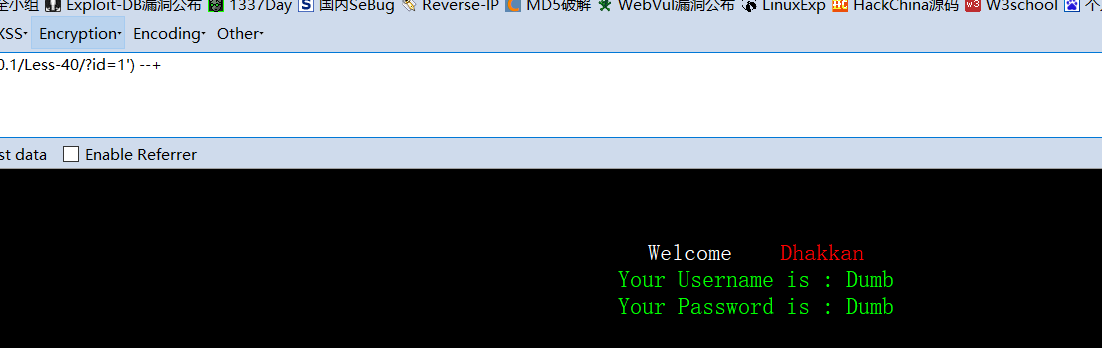 全小组 Exploit-DB漏洞公布 1337Day 国内SeBug Reverse-IP MD5破解 WebVul漏洞公布 LinuxExp HackChina源码 W3school 个
XSS Encryption Encoding Other
0.1/Less-40/?id=1') --+
st data Enable Referrer
Welcome Dhakkan
Your Username is : Dumb
Your Password is : Dumb